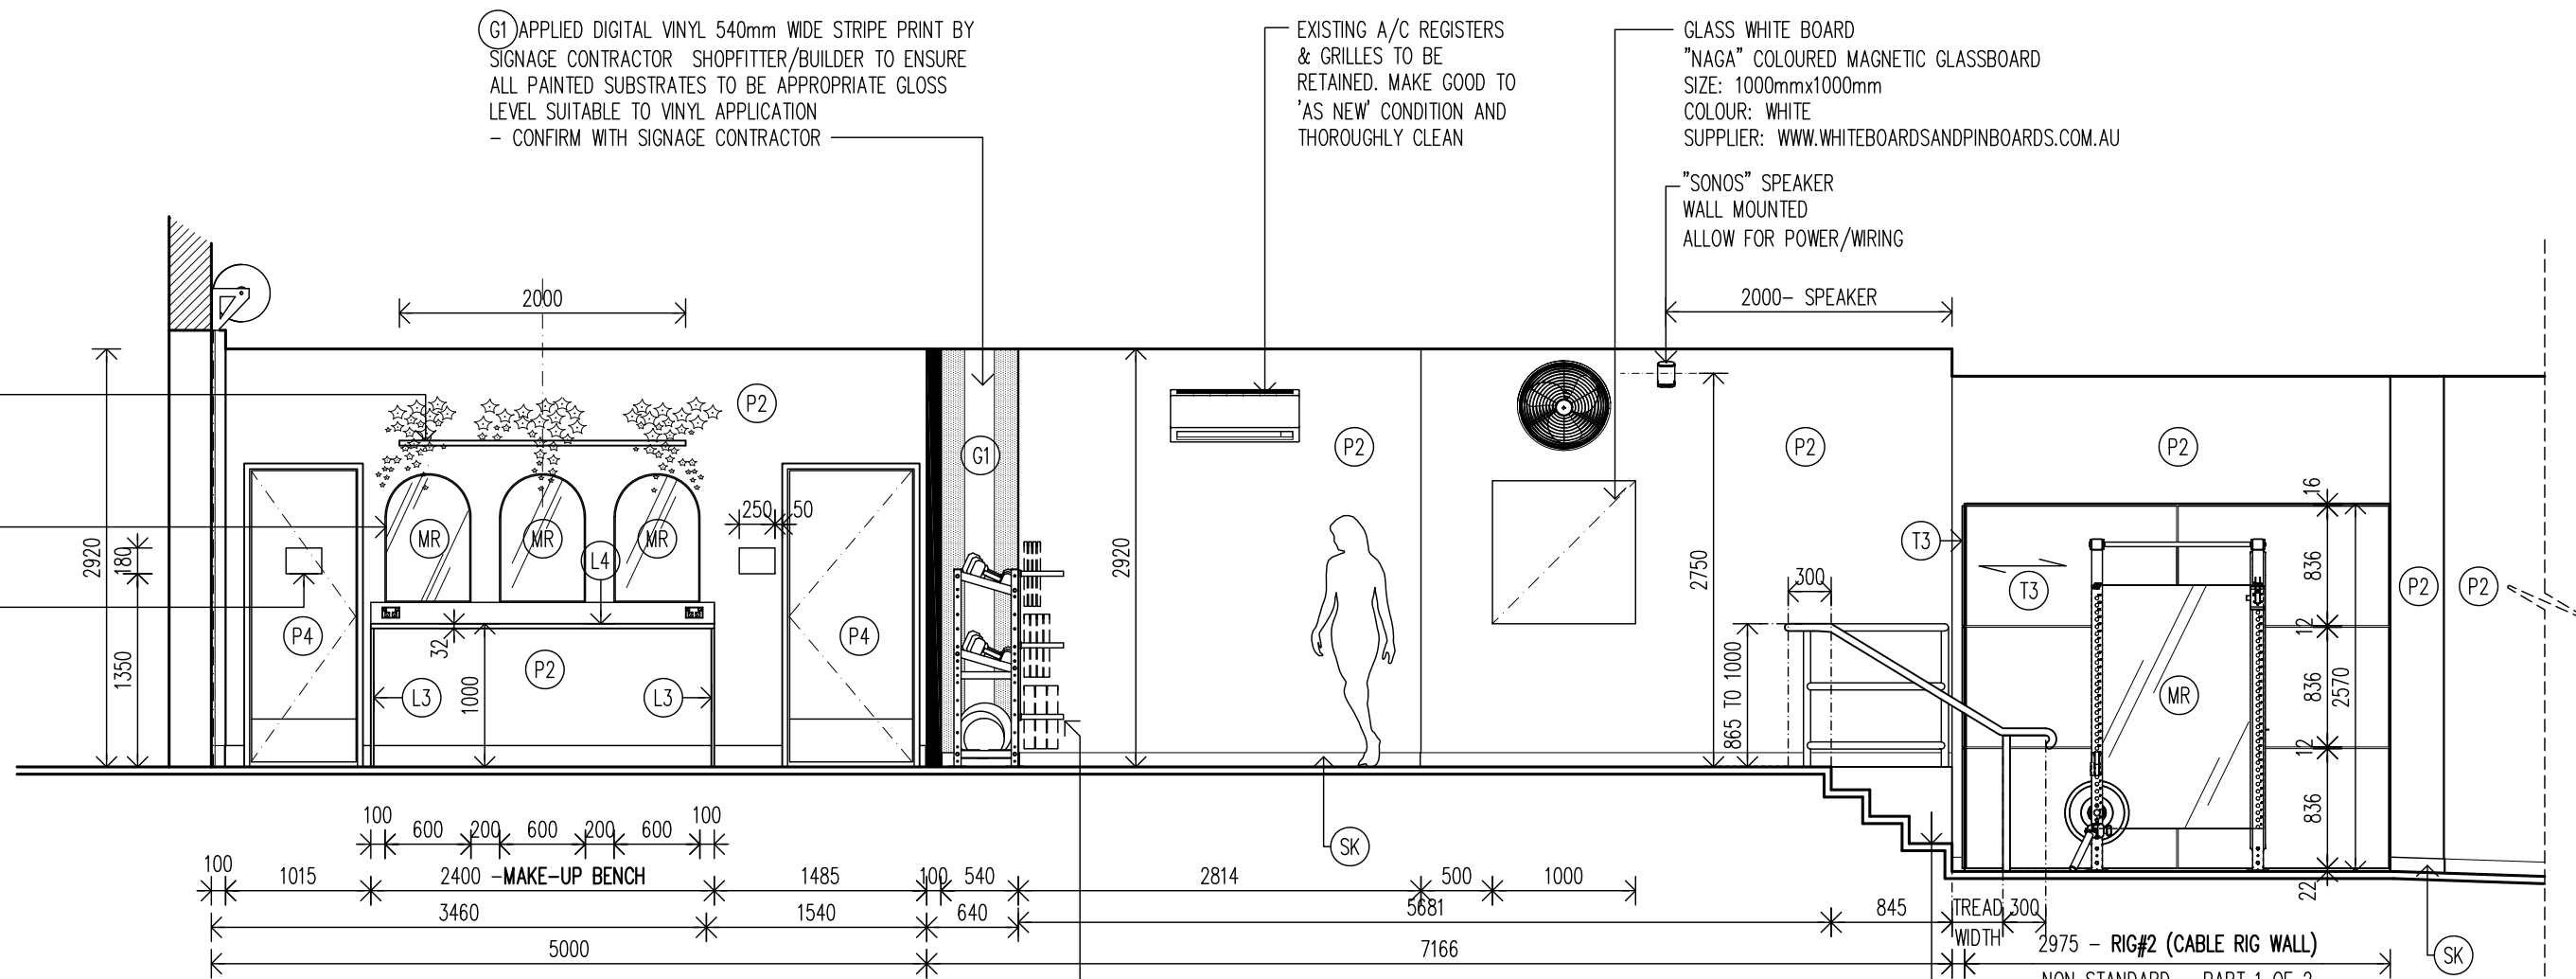 G1 APPLIED DIGITAL VINYL 540mm WIDE STRIPE PRINT BY
SIGNAGE CONTRACTOR SHOPFITTER/BUILDER TO ENSURE
ALL PAINTED SUBSTRATES TO BE APPROPRIATE GLOSS
LEVEL SUITABLE TO VINYL APPLICATION
- CONFIRM WITH SIGNAGE CONTRACTOR
EXISTING A/C REGISTERS
& GRILLES TO BE
RETAINED. MAKE GOOD TO
'AS NEW' CONDITION AND
THOROUGHLY CLEAN
GLASS WHITE BOARD
"NAGA" COLOURED MAGNETIC GLASSBOARD
SIZE: 1000mmx1000mm
COLOUR: WHITE
SUPPLIER: WWW.WHITEBOARDSANDPINBOARDS.COM.AU
"SONOS" SPEAKER
WALL MOUNTED
ALLOW FOR POWER/WIRING
2000
2000- SPEAKER
P2
G1
P2
P2
P2
16
250 50
MR
MR
MR
L4
2920
180
1350
2920
2750
300
T3
T3
836
12
836
2570
12
836
22
P2
P2
P4
32
P2
P4
L3
1000
L3
865 TO 1000
MR
SK
100
600
200
600
200
600
100
100
1015
2400 -MAKE-UP BENCH
1485
100
540
2814
500
1000
3460
1540
640
5681
845
TREAD
WIDTH
300
5000
7166
2975 - RIG#2 (CABLE RIG WALL)
SK
NON STANDARD - PART 1 OF 2